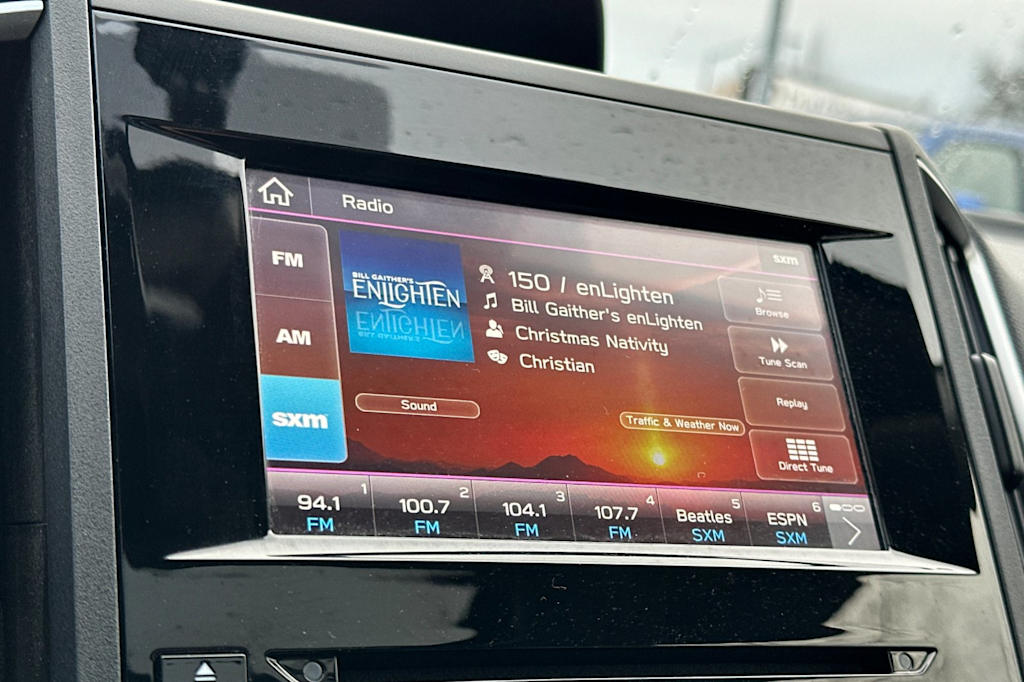 Radio
sxm
FM
AM
sxm
BILL GAITHER'S
ENLIGHTEN
150 / enLighten
Bill Gaither's enLighten
Christmas Nativity
Christian
Sound
Traffic & Weather Now
Browse
Tune Scan
Replay
Direct Tune
94.1 1
FM
100.7 2
FM
104.1 3
FM
107.7 4
FM
Beatles 5
SXM
ESPN 6
SXM